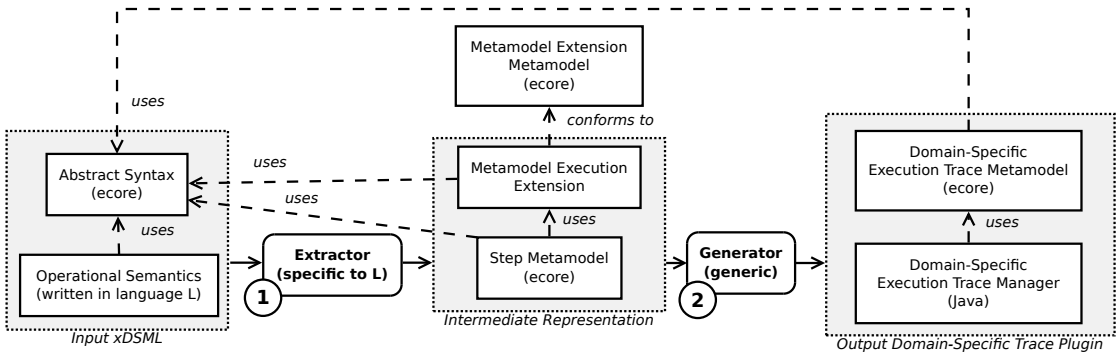 Metamodel Extension
Metamodel
(ecore)
uses
conforms to
Abstract Syntax
(ecore)
uses
Operational Semantics
(written in language L)
Input xDSML
uses
uses
Extractor
(specific to L)
1
Metamodel Execution
Extension
uses
Step Metamodel
(ecore)
Intermediate Representation
Generator
(generic)
2
Domain-Specific
Execution Trace Metamodel
(ecore)
uses
Domain-Specific
Execution Trace Manager
(Java)
Output Domain-Specific Trace Plugin